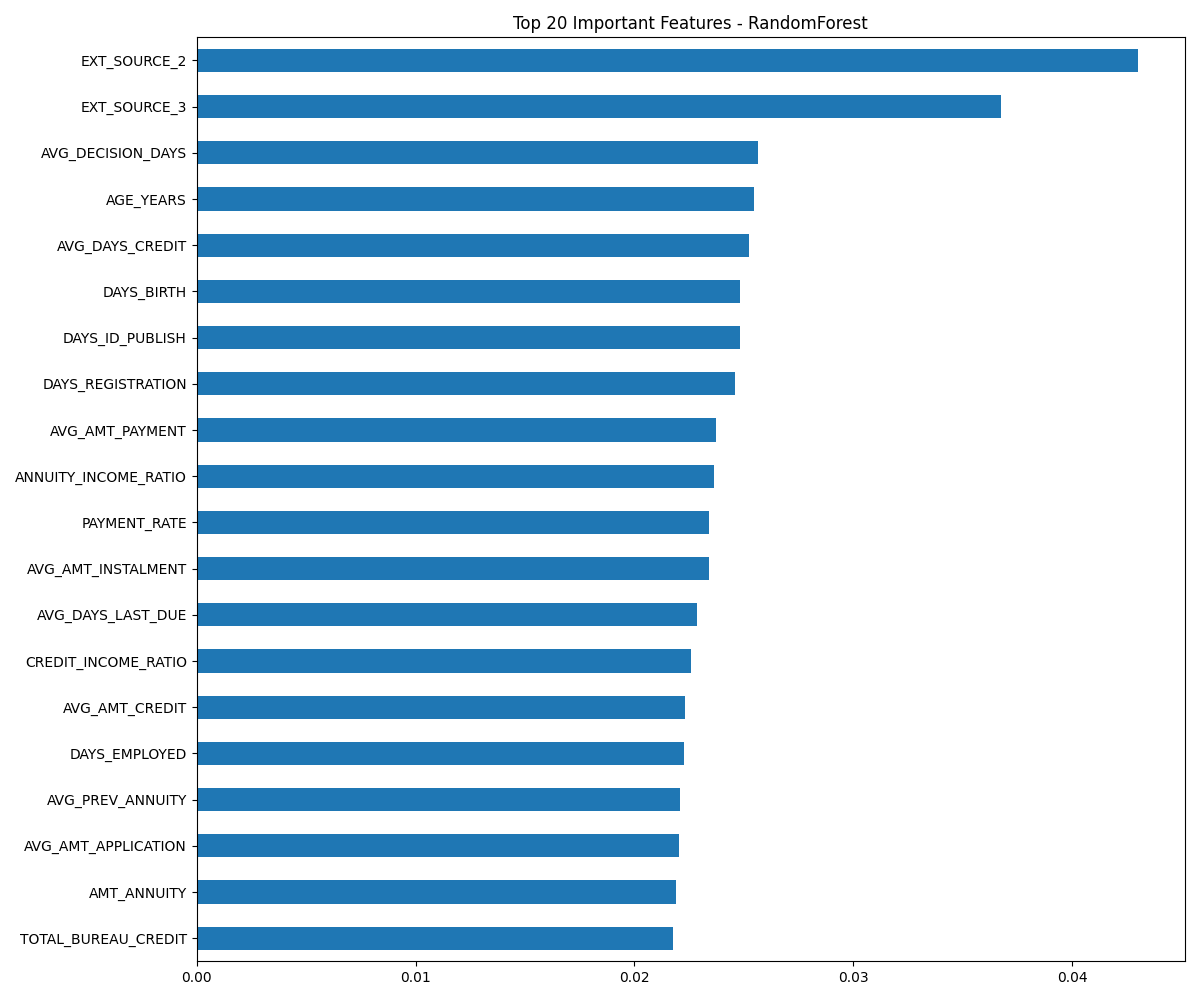 Top 20 Important Features - RandomForest
EXT_SOURCE_2
EXT_SOURCE_3
AVG_DECISION_DAYS
AGE_YEARS
AVG_DAYS_CREDIT
DAYS_BIRTH
DAYS_ID_PUBLISH
DAYS_REGISTRATION
AVG_AMT_PAYMENT
ANNUITY_INCOME_RATIO
PAYMENT_RATE
AVG_AMT_INSTALMENT
AVG_DAYS_LAST_DUE
CREDIT_INCOME_RATIO
AVG_AMT_CREDIT
DAYS_EMPLOYED
AVG_PREV_ANNUITY
AVG_AMT_APPLICATION
AMT_ANNUITY
TOTAL_BUREAU_CREDIT
0.00 0.01 0.02 0.03 0.04